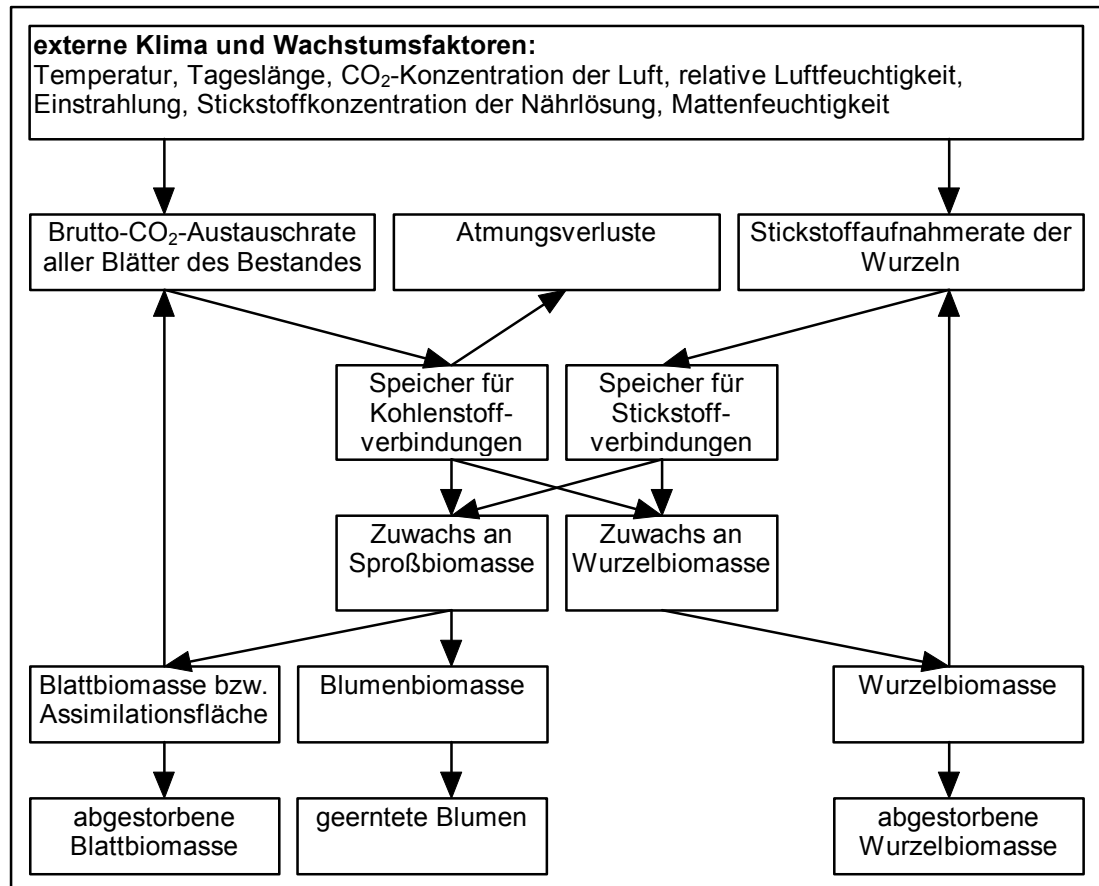 externe Klima und Wachstumsfaktoren:
Temperatur, Tageslänge, CO₂-Konzentration der Luft, relative Luftfeuchtigkeit,
Einstrahlung, Stickstoffkonzentration der Nährlösung, Mattenfeuchtigkeit
Brutto-CO₂-Austauschrate
aller Blätter des Bestandes
Atmungsverluste
Stickstoffaufnahmerate der
Wurzeln
Speicher für
Kohlenstoff-
verbindungen
Speicher für
Stickstoff-
verbindungen
Zuwachs an
Sproßbiomasse
Zuwachs an
Wurzelbiomasse
Blattbiomasse bzw.
Assimilationsfläche
Blumenbiomasse
Wurzelbiomasse
abgestorbene
Blattbiomasse
geerntete Blumen
abgestorbene
Wurzelbiomasse